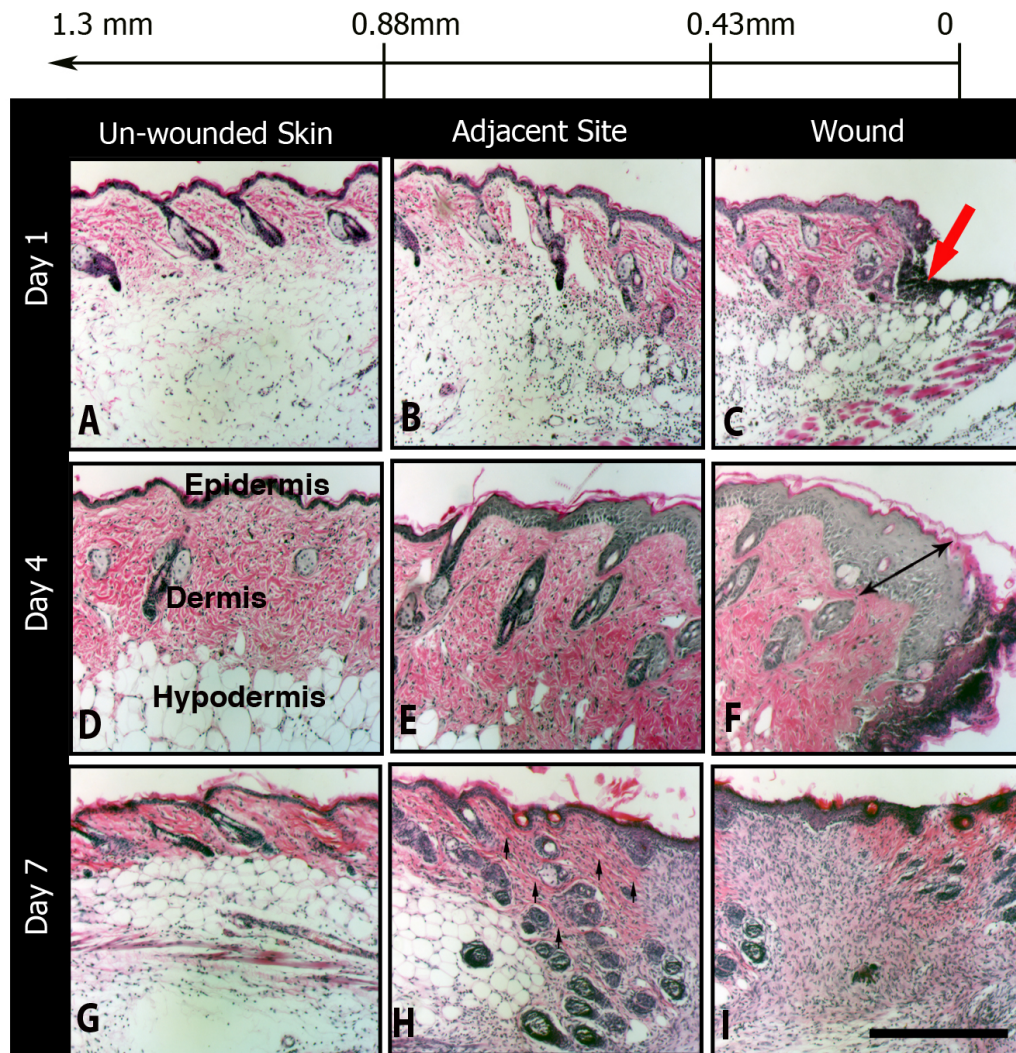 1.3 mm 0.88mm 0.43mm 0
Un-wounded Skin Adjacent Site Wound
Day 1
A B C
Day 4
Epidermis
Dermis
Hypodermis
D E F
Day 7
G H I